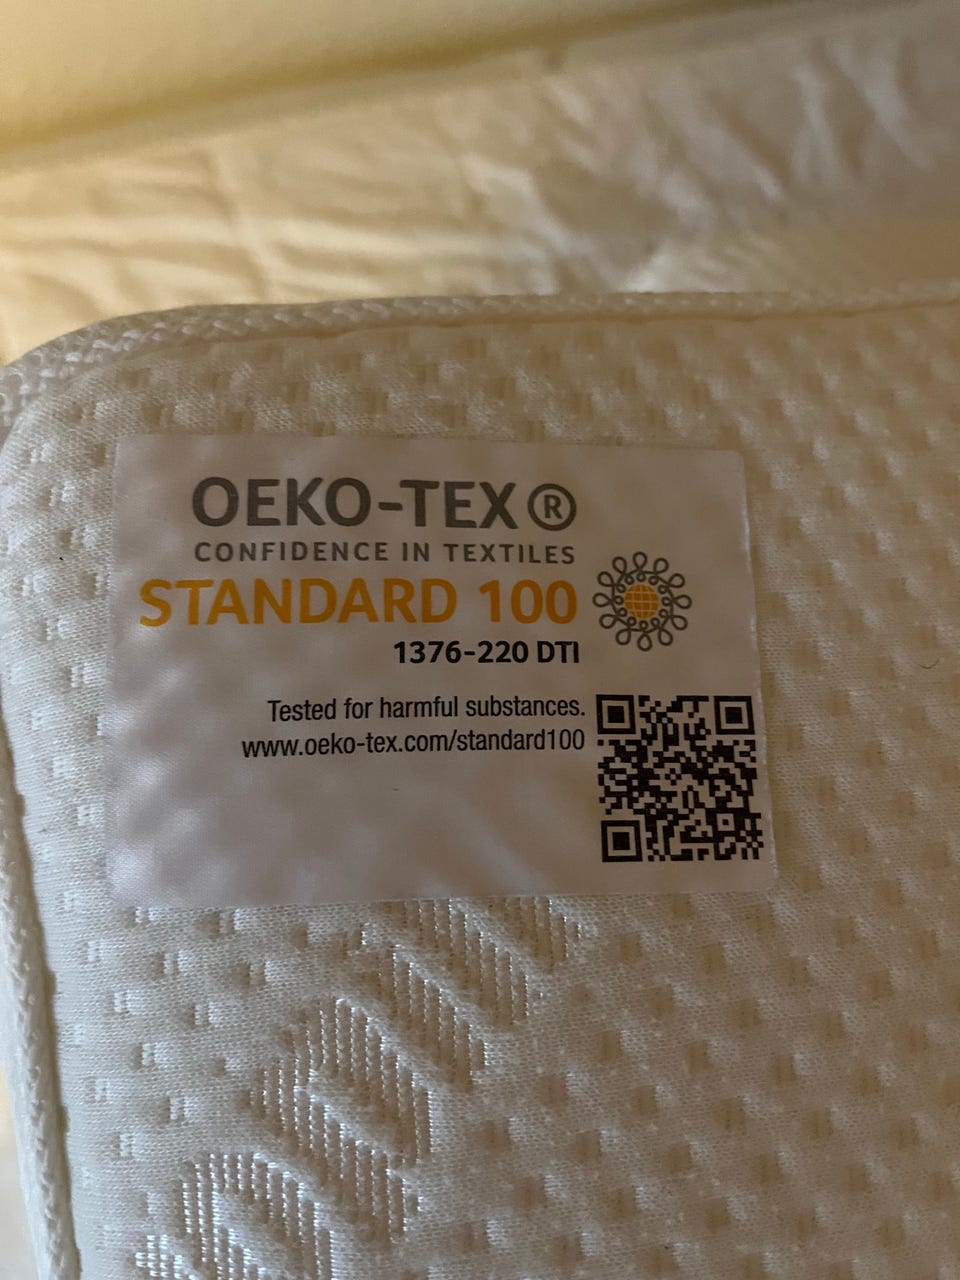 OEKO-TEX®
CONFIDENCE IN TEXTILES
STANDARD 100
1376-220 DTI
Tested for harmful substances.
www.oeko-tex.com/standard100